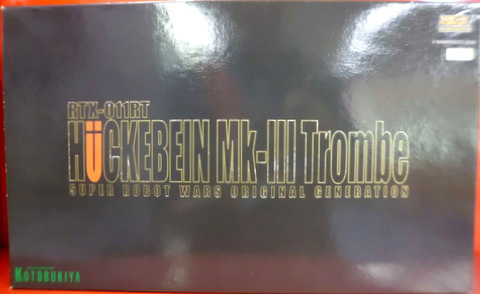 RTX-011RT
HÜCKEBEIN Mk-III Trombe
SUPER ROBOT WARS ORIGINAL GENERATION
KOTOBUKIYA